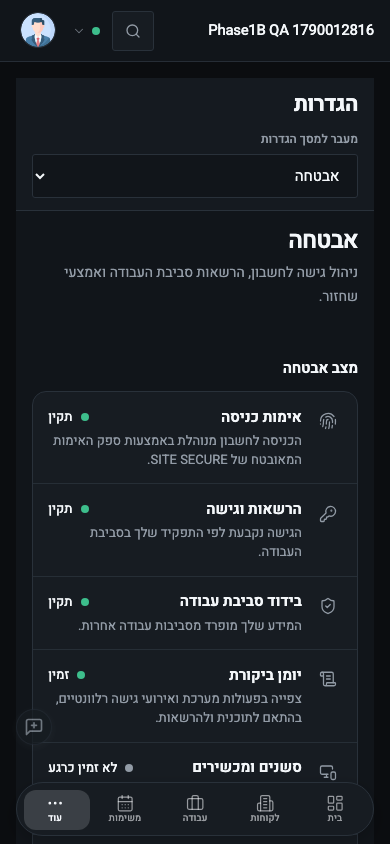 Phase1B QA 1790012816
הגדרות
מעבר למסך הגדרות
אבטחה
אבטחה
ניהול גישה לחשבון, הרשאות סביבת העבודה ואמצעי
שחזור.
מצב אבטחה
אימות כניסה
תקין
הכניסה לחשבון מנוהלת באמצעות ספק האימות
המאובטח של SITE SECURE.
הרשאות וגישה
תקין
הגישה נקבעת לפי התפקיד שלך בסביבת
העבודה.
בידוד סביבת עבודה
תקין
המידע שלך מופרד מסביבות עבודה אחרות.
יומן ביקורת
זמין
צפייה בפעולות מערכת ואירועי גישה רלוונטיים,
בהתאם לתוכנית ולהרשאות.
סשנים ומכשירים
לא זמין כרגע
בית
לקוחות
עבודה
משימות
עוד